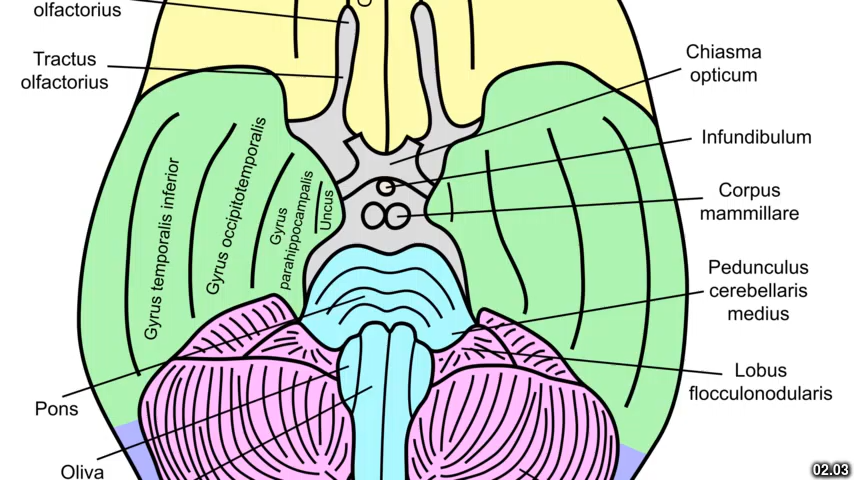 olfactorius
Tractus
olfactorius
Chiasma
opticum
Infundibulum
Corpus
mammillare
Pedunculus
cerebellaris
medius
Lobus
flocculonodularis
Gyrus temporalis inferior
Gyrus occipitotemporalis
Gyrus
parahippocampalis
Uncus
Pons
Oliva
02.03